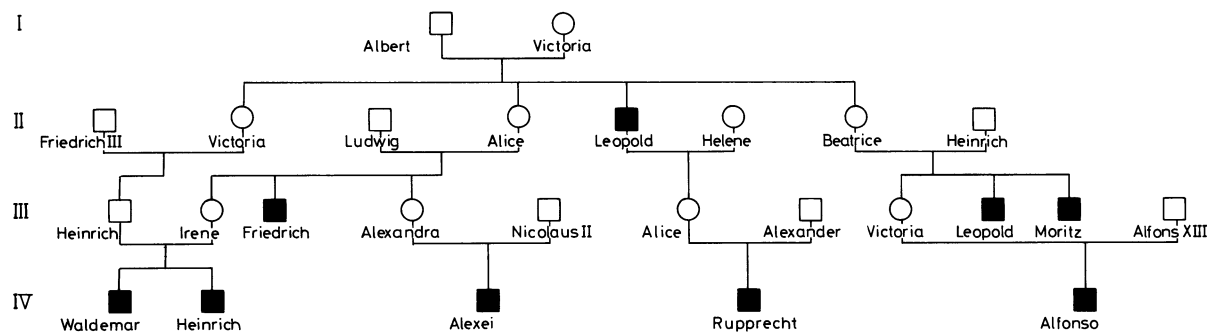 I
Albert Victoria
II
Friedrich III Victoria Ludwig Alice Leopold Helene Beatrice Heinrich
III
Heinrich Irene Friedrich Alexandra Nicolaus II Alice Alexander Victoria Leopold Moritz Alfons XIII
IV
Waldemar Heinrich Alexei Rupprecht Alfonso